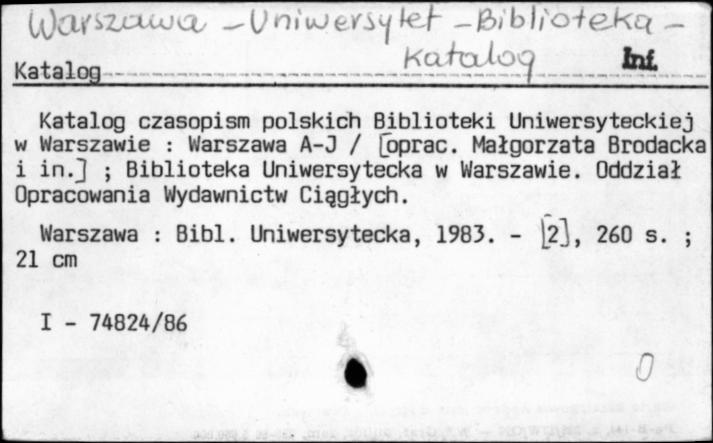 Warszawa - Uniwersytet - Biblioteka -
Katalog Inf.
Katalog
Katalog czasopism polskich Biblioteki Uniwersyteckiej
w Warszawie : Warszawa A-J / [oprac. Małgorzata Brodacka
i in.] ; Biblioteka Uniwersytecka w Warszawie. Oddział
Opracowania Wydawnictw Ciągłych.
Warszawa : Bibl. Uniwersytecka, 1983. - [2], 260 s. ;
21 cm
I - 74824/86
0